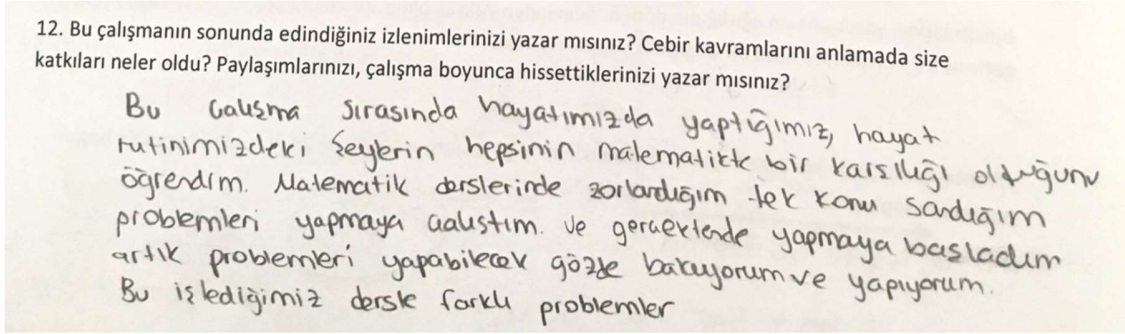 12. Bu çalışmanın sonunda edindiğiniz izlenimlerinizi yazar mısınız? Cebir kavramlarını anlamada size
katkıları neler oldu? Paylaşımlarınızı, çalışma boyunca hissettiklerinizi yazar mısınız?
Bu Çalışma sırasında hayatımızda yaptığımız, hayat
rutinimizdeki şeylerin hepsinin matematikte bir karşılığı olduğunu
öğrendim. Matematik derslerinde zorlandığım tek konu sandığım
problemleri yapmaya çalıştım. ve gerçektende yapmaya başladım
artık problemleri yapabilecek gözde bakıyorum ve yapıyorum.
Bu işlediğimiz dersle farklı problemler